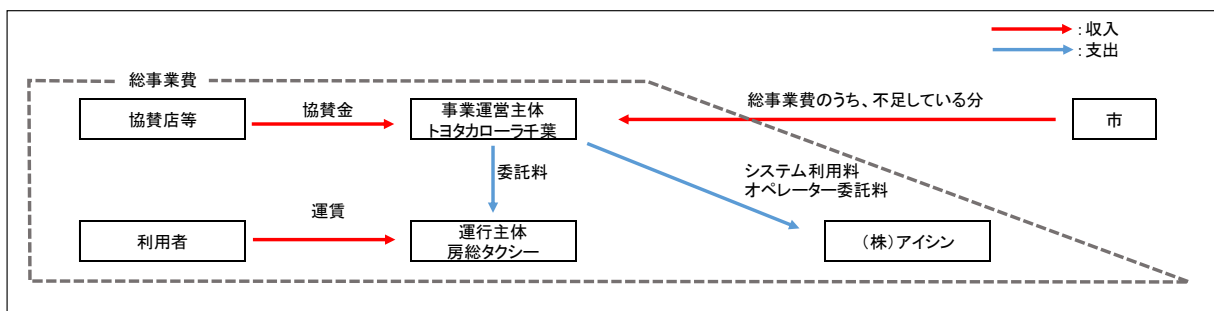 ：収入
：支出
総事業費
協賛店等
協賛金
事業運営主体
トヨタカローラ千葉
総事業費のうち、不足している分
市
委託料
システム利用料
オペレーター委託料
利用者
運賃
運行主体
房総タクシー
（株）アイシン